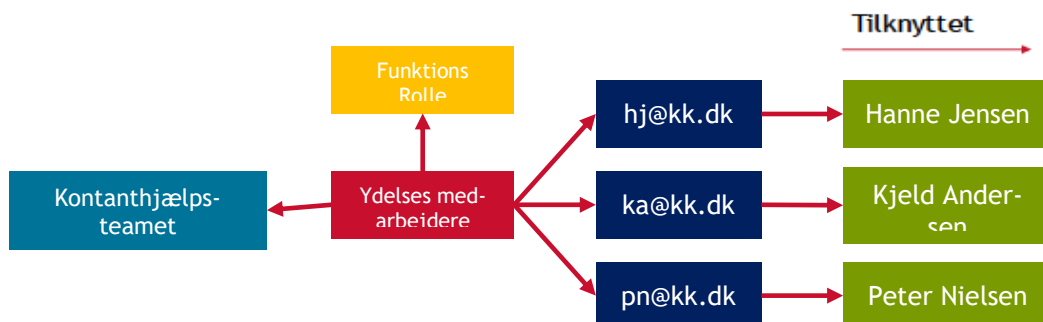 Tilknyttet
Funktions
Rolle
hj@kk.dk
Hanne Jensen
Kontanthjælps-
teamet
Ydelses med-
arbejdere
ka@kk.dk
Kjeld Ander-
sen
pn@kk.dk
Peter Nielsen